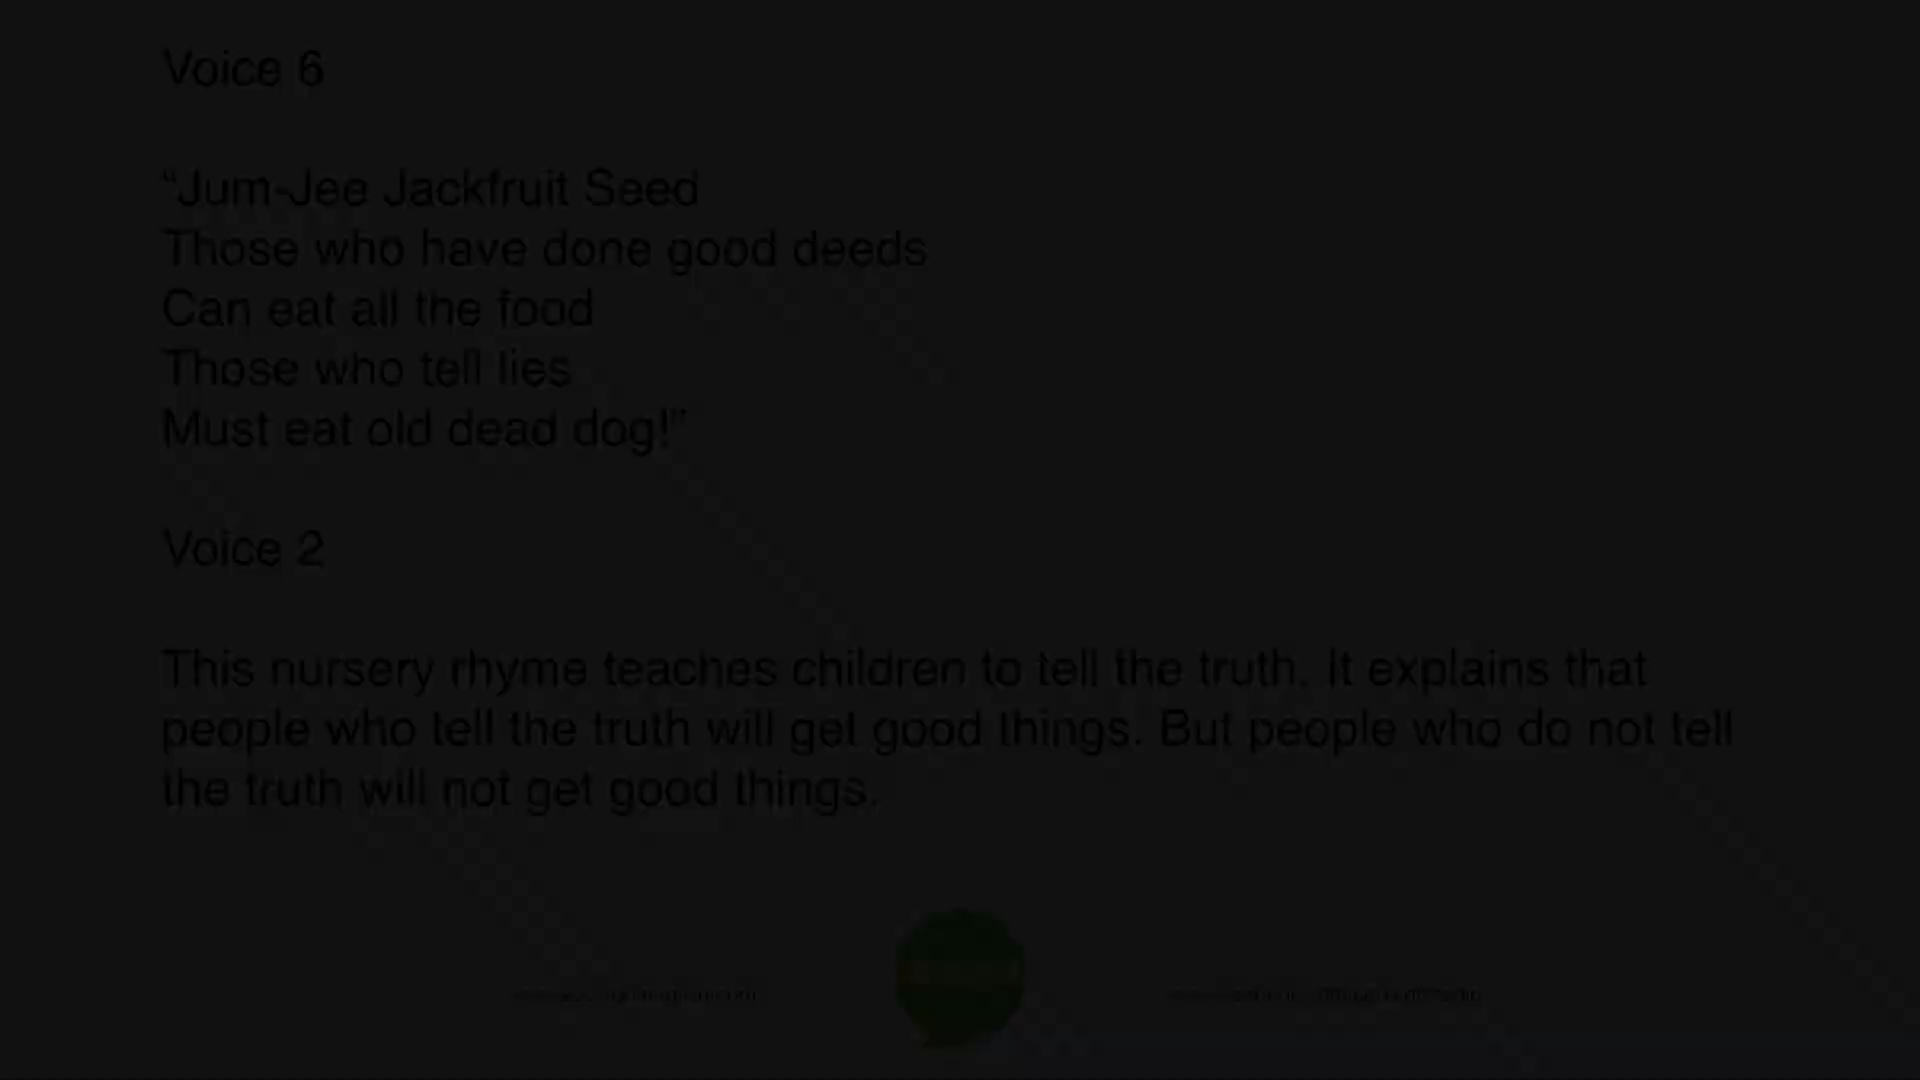 Voice 6
“Jum-Jee Jackfruit Seed
Those who have done good deeds
Can eat all the food
Those who tell lies
Must eat old dead dog!”
Voice 2
This nursery rhyme teaches children to tell the truth. It explains that
people who tell the truth will get good things. But people who do not tell
the truth will not get good things.